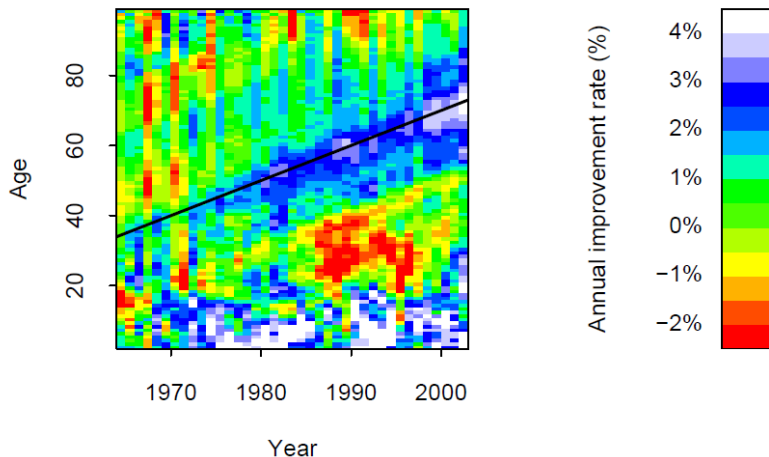 80
60
40
20
Age
1970 1980 1990 2000
Year
Annual improvement rate (%)
4%
3%
2%
1%
0%
−1%
−2%